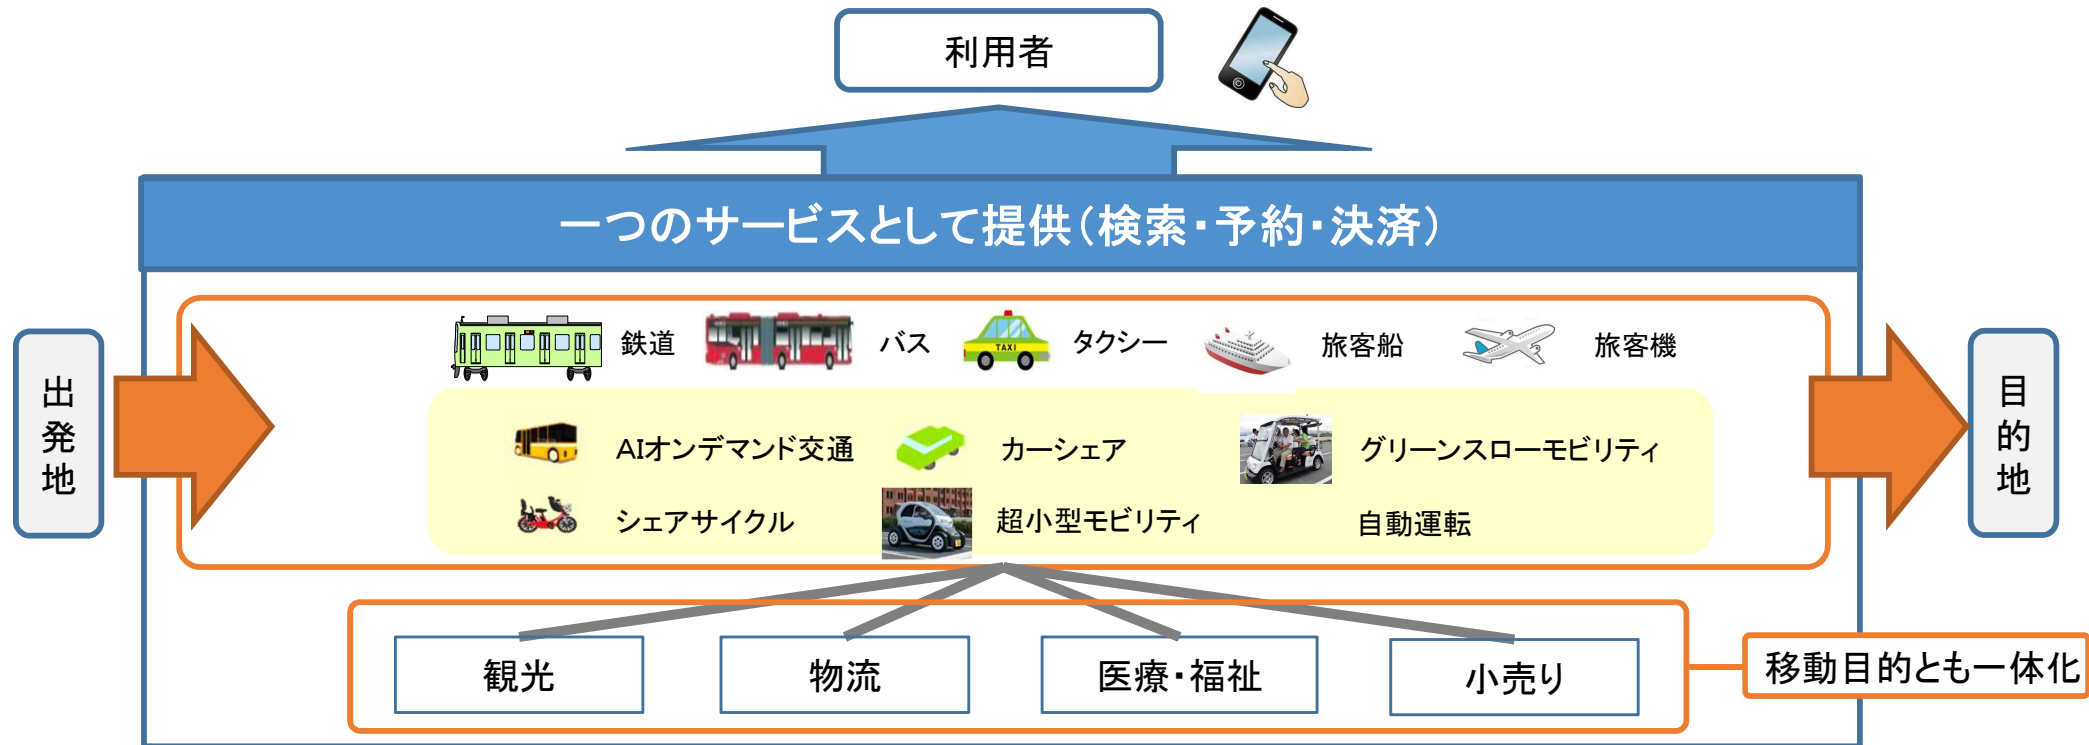 利用者
一つのサービスとして提供(検索・予約・決済)
出発地
鉄道
バス
TAXI
タクシー
旅客船
旅客機
AIオンデマンド交通
カーシェア
グリーンスローモビリティ
シェアサイクル
超小型モビリティ
自動運転
目的地
観光
物流
医療・福祉
小売り
移動目的とも一体化